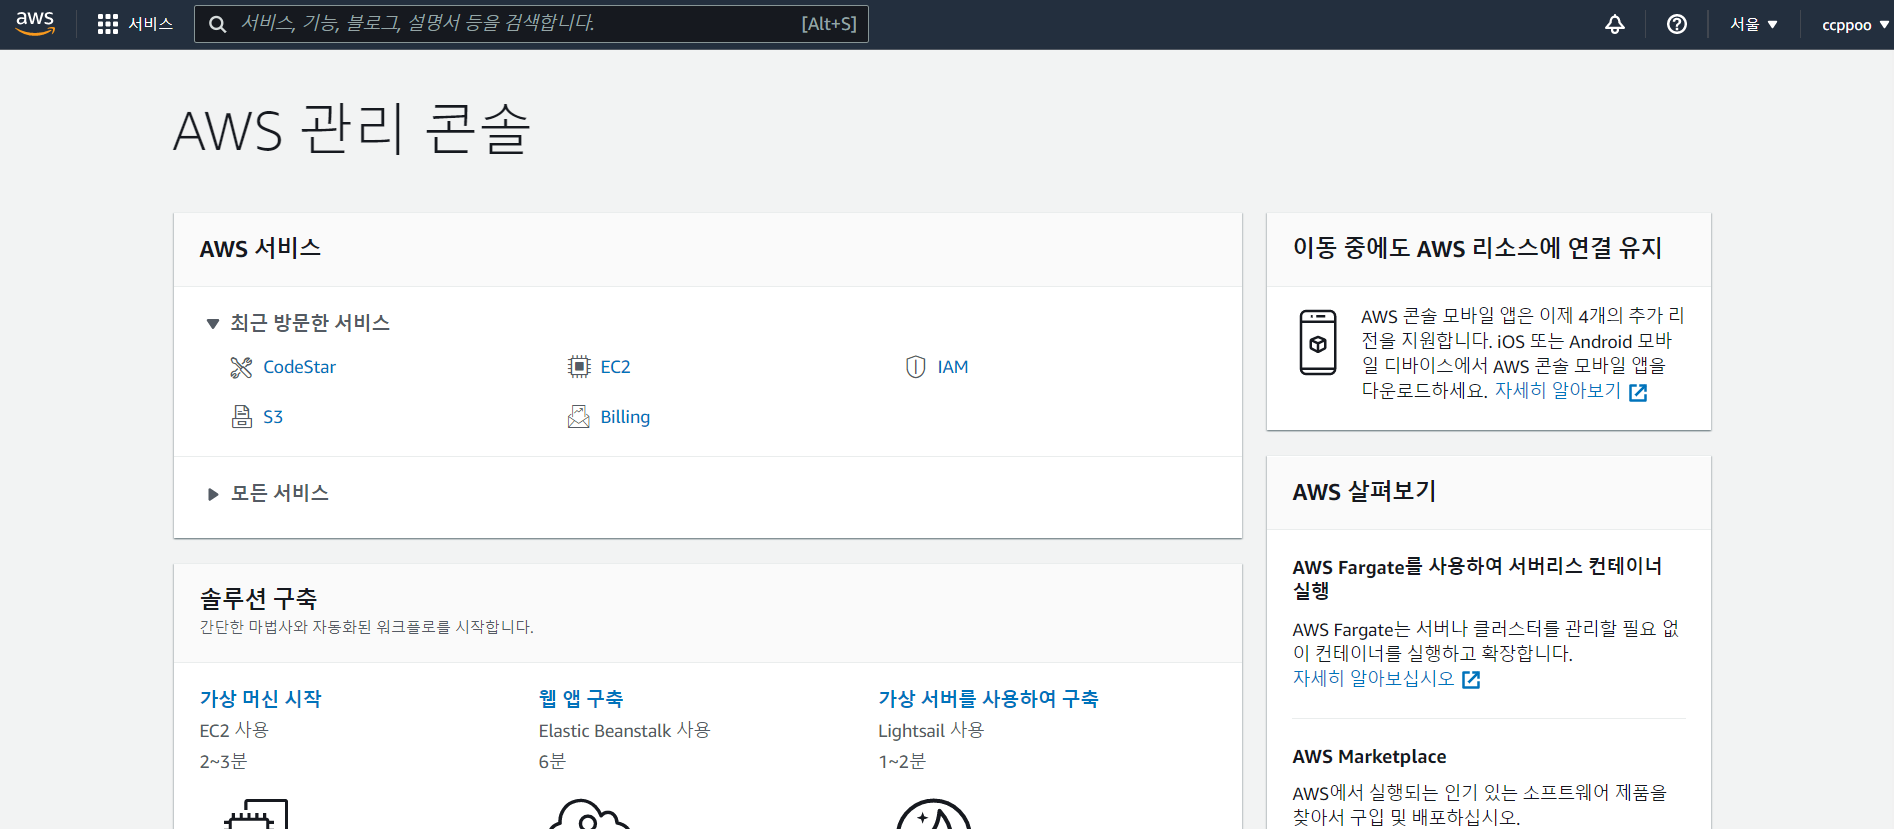 aws
서비스
서비스, 기능, 블로그, 설명서 등을 검색합니다.
[Alt+S]
서울 ▼
ccppoo ▼
AWS 관리 콘솔
AWS 서비스
▼ 최근 방문한 서비스
CodeStar
EC2
IAM
S3
Billing
▶ 모든 서비스
솔루션 구축
간단한 마법사와 자동화된 워크플로를 시작합니다.
가상 머신 시작
EC2 사용
2~3분
웹 앱 구축
Elastic Beanstalk 사용
6분
가상 서버를 사용하여 구축
Lightsail 사용
1~2분
이동 중에도 AWS 리소스에 연결 유지
AWS 콘솔 모바일 앱은 이제 4개의 추가 리
전을 지원합니다. iOS 또는 Android 모바
일 디바이스에서 AWS 콘솔 모바일 앱을
다운로드하세요. 자세히 알아보기
AWS 살펴보기
AWS Fargate를 사용하여 서버리스 컨테이너
실행
AWS Fargate는 서버나 클러스터를 관리할 필요 없
이 컨테이너를 실행하고 확장합니다.
자세히 알아보십시오
AWS Marketplace
AWS에서 실행되는 인기 있는 소프트웨어 제품을
찾아서 구입 및 배포하십시오.